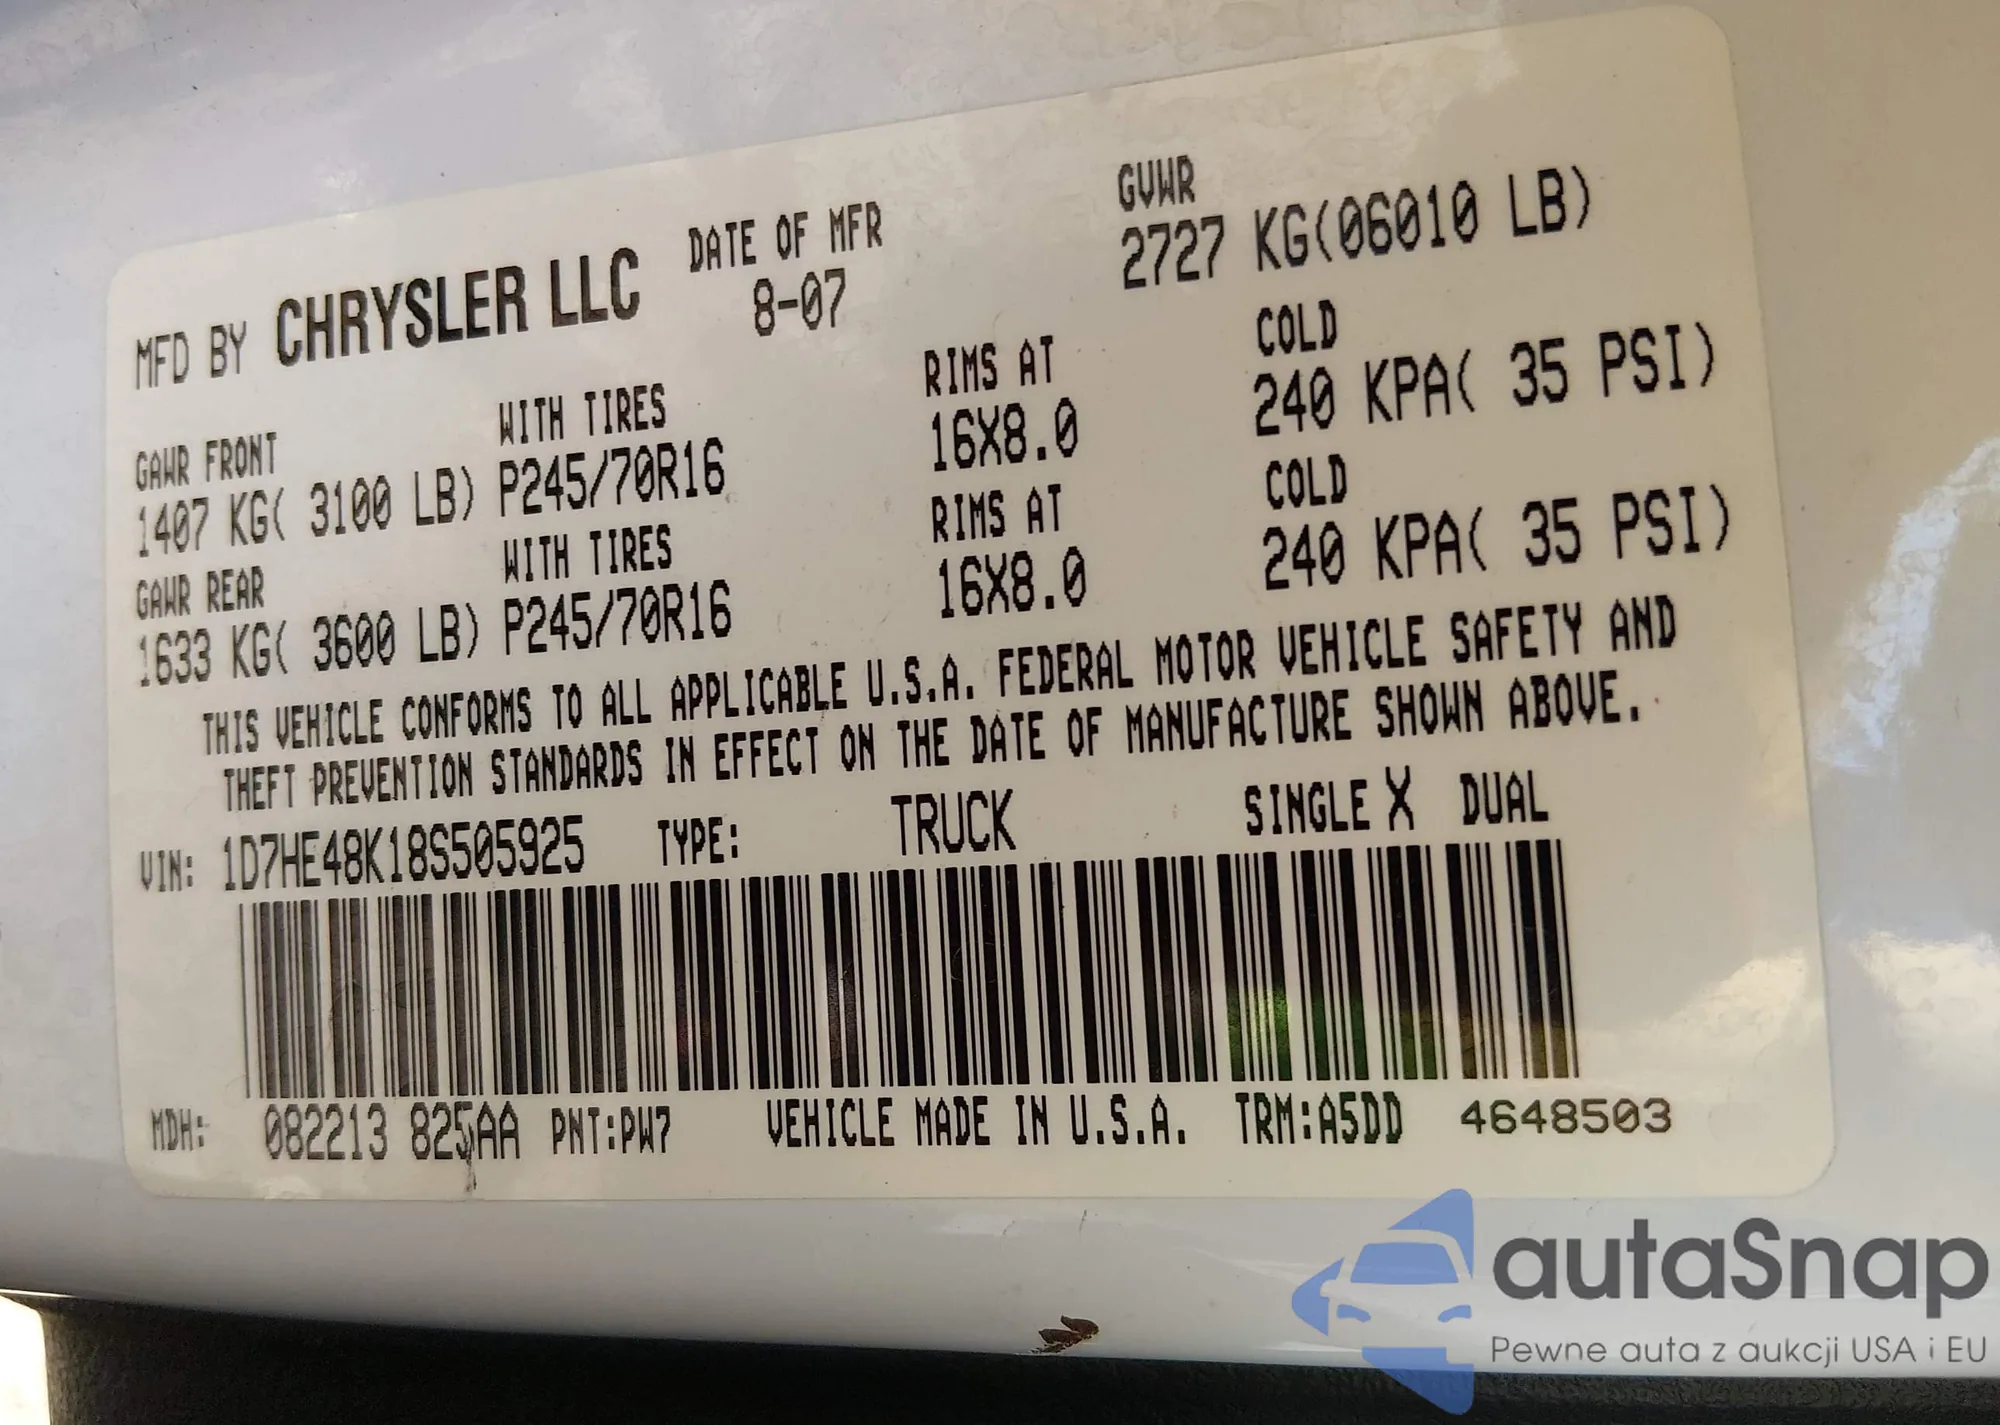 MFD BY CHRYSLER LLC DATE OF MFR GVWR
8-07 2727 KG(06010 LB)
GAWR FRONT WITH TIRES RIMS AT COLD
1407 KG( 3100 LB) P245/70R16 16X8.0 240 KPA( 35 PSI)
GAWR REAR WITH TIRES RIMS AT COLD
1633 KG( 3600 LB) P245/70R16 16X8.0 240 KPA( 35 PSI)
THIS VEHICLE CONFORMS TO ALL APPLICABLE U.S.A. FEDERAL MOTOR VEHICLE SAFETY AND
THEFT PREVENTION STANDARDS IN EFFECT ON THE DATE OF MANUFACTURE SHOWN ABOVE.
VIN: 1D7HE48K18S505925 TYPE: TRUCK SINGLE X DUAL
MDH: 082213 825AA PNT:PW7 VEHICLE MADE IN U.S.A. TRM:A5DD 4648503
autaSnap
Pewne auta z aukcji USA i EU